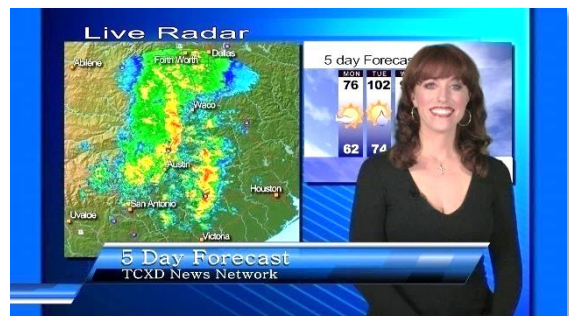 Live Radar
Abilene
Fort Worth
Dallas
Waco
Austin
Houston
San Antonio
Uvalde
Victoria
5 day Forecast
MON TUE W
76 102
62 74
5 Day Forecast
TCXD News Network